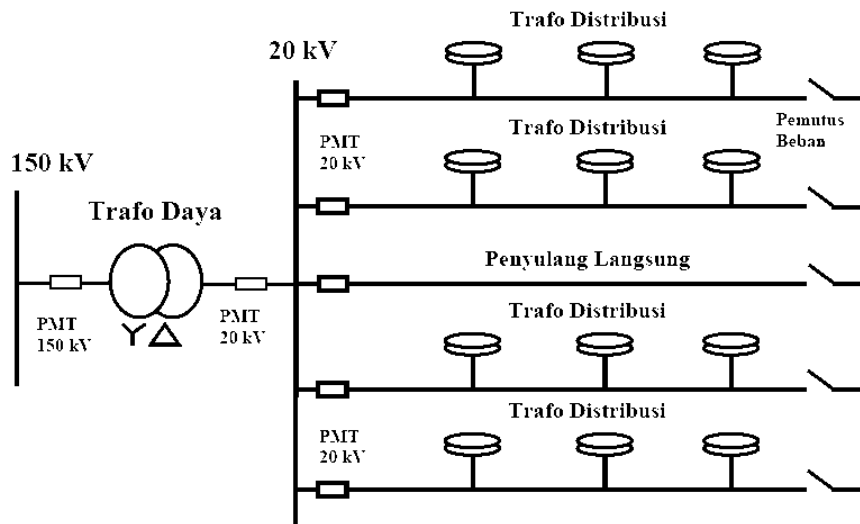 Trafo Distribusi
20 kV
Pemutus
Beban
Trafo Distribusi
PMT
20 kV
150 kV
Trafo Daya
Penyulang Langsung
PMT
150 kV
PMT
20 kV
Trafo Distribusi
Trafo Distribusi
PMT
20 kV